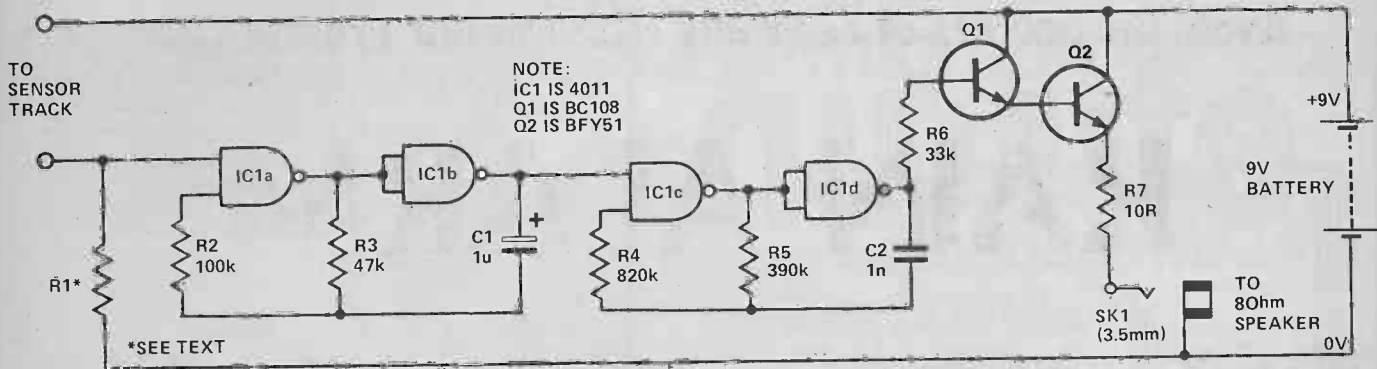 TO
SENSOR
TRACK
NOTE:
IC1 IS 4011
Q1 IS BC108
Q2 IS BFY51
Q1
Q2
+9V
9V
BATTERY
0V
IC1a
IC1b
IC1c
IC1d
R1*
R2
100k
R3
47k
C1
1u
+
R4
820k
R5
390k
C2
1n
R6
33k
R7
10R
SK1
(3.5mm)
TO
8Ohm
SPEAKER
*SEE TEXT